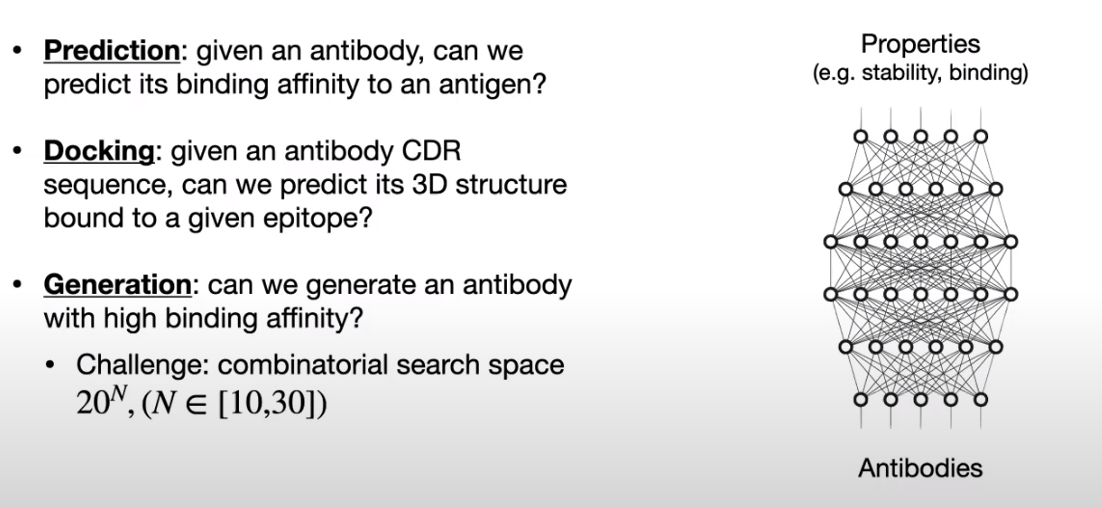 • Prediction: given an antibody, can we
predict its binding affinity to an antigen?
• Docking: given an antibody CDR
sequence, can we predict its 3D structure
bound to a given epitope?
• Generation: can we generate an antibody
with high binding affinity?
• Challenge: combinatorial search space
20^N, (N ∈ [10,30])
Properties
(e.g. stability, binding)
Antibodies